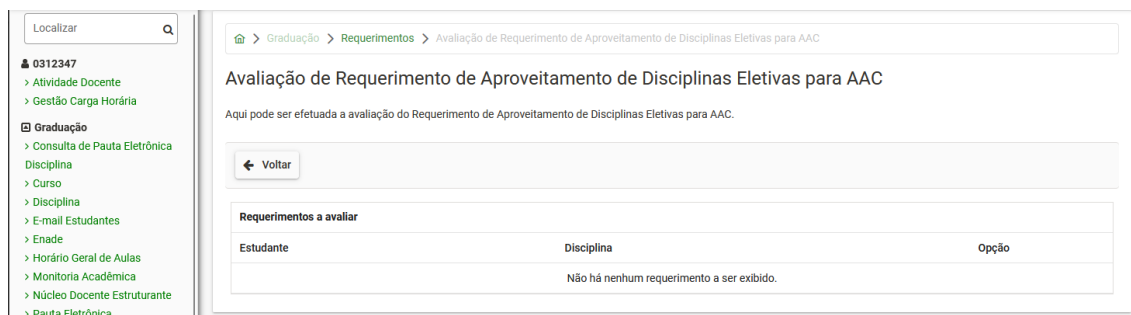 Localizar
0312347
> Atividade Docente
> Gestão Carga Horária
Graduação
> Consulta de Pauta Eletrônica
Disciplina
> Curso
> Disciplina
> E-mail Estudantes
> Enade
> Horário Geral de Aulas
> Monitoria Acadêmica
> Núcleo Docente Estruturante
> Pauta Eletrônica
> Graduação > Requerimentos > Avaliação de Requerimento de Aproveitamento de Disciplinas Eletivas para AAC
Avaliação de Requerimento de Aproveitamento de Disciplinas Eletivas para AAC
Aqui pode ser efetuada a avaliação do Requerimento de Aproveitamento de Disciplinas Eletivas para AAC.
Voltar
Requerimentos a avaliar
Estudante Disciplina Opção
Não há nenhum requerimento a ser exibido.